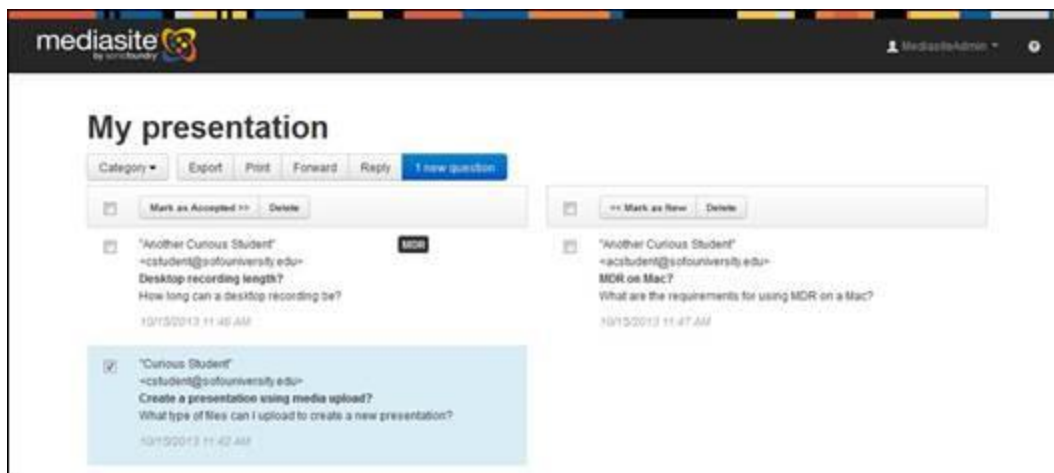 mediasite
by sonicfoundry
MediasiteAdmin
My presentation
Category Export Print Forward Reply 1 new question
Mark as Accepted >> Delete
<< Mark as New Delete
"Another Curious Student" MDR
<cstudent@sofouniversity.edu>
Desktop recording length?
How long can a desktop recording be?
10/15/2013 11:46 AM
"Another Curious Student"
<acstudent@sofouniversity.edu>
MDR on Mac?
What are the requirements for using MDR on a Mac?
10/15/2013 11:47 AM
"Curious Student"
<cstudent@sofouniversity.edu>
Create a presentation using media upload?
What type of files can I upload to create a new presentation?
10/15/2013 11:42 AM